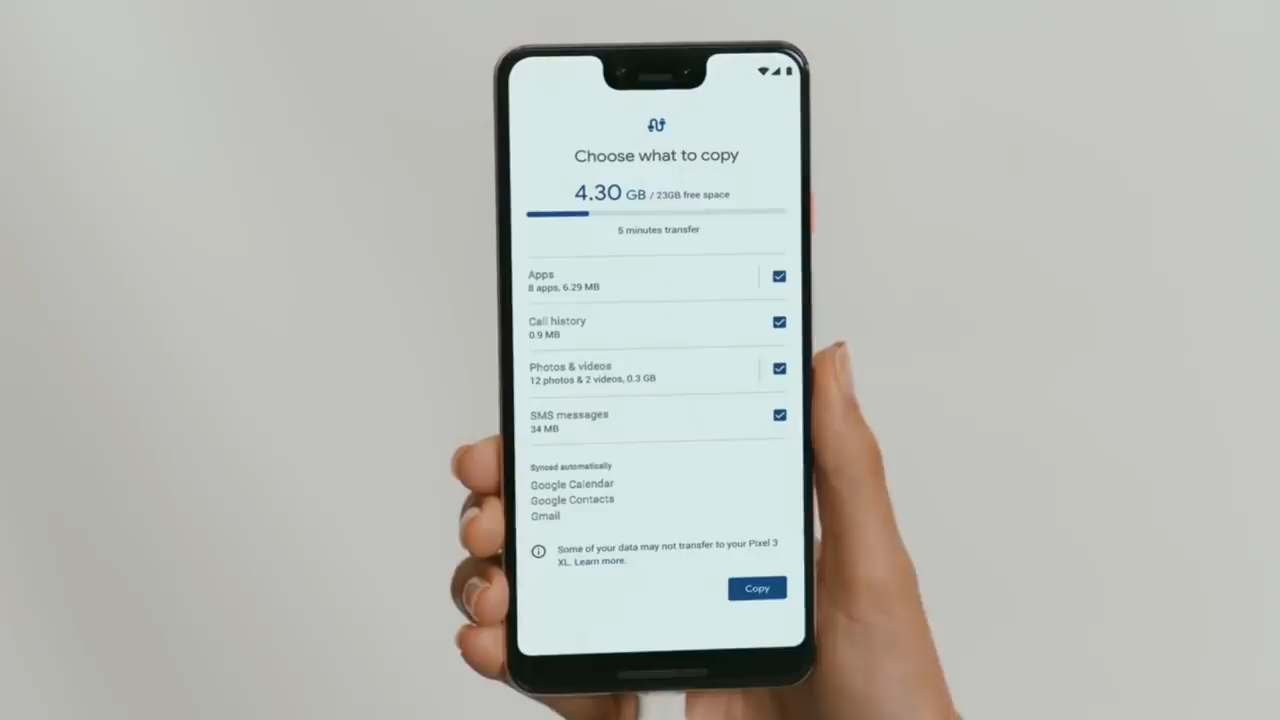 Choose what to copy
4.30 GB / 23GB free space
5 minutes transfer
Apps
8 apps, 6.29 MB
Call history
0.9 MB
Photos & videos
12 photos & 2 videos, 0.3 GB
SMS messages
34 MB
Synced automatically
Google Calendar
Google Contacts
Gmail
Some of your data may not transfer to your Pixel 3
XL. Learn more.
Copy